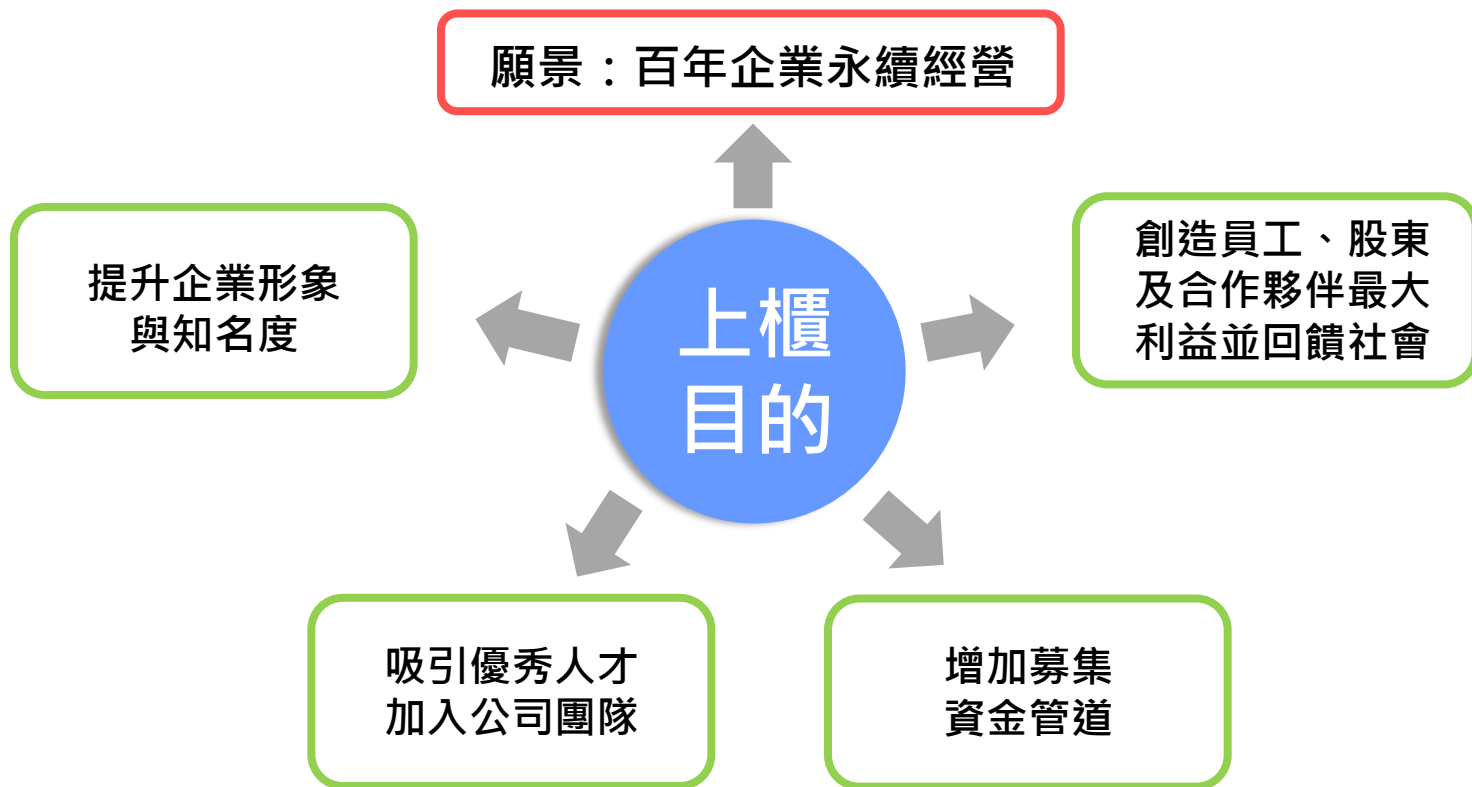 願景：百年企業永續經營
提升企業形象
與知名度
上櫃
目的
創造員工、股東
及合作夥伴最大
利益並回饋社會
吸引優秀人才
加入公司團隊
增加募集
資金管道